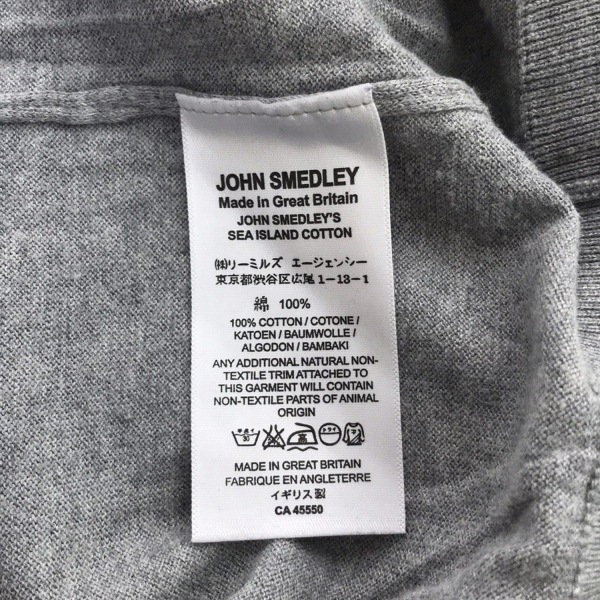 JOHN SMEDLEY
Made in Great Britain
JOHN SMEDLEY'S
SEA ISLAND COTTON
㈱リーミルズ エージェンシー
東京都渋谷区広尾1-13-1
綿 100%
100% COTTON / COTONE /
KATOEN / BAUMWOLLE /
ALGODON / BAMBAKI
ANY ADDITIONAL NATURAL NON-
TEXTILE TRIM ATTACHED TO
THIS GARMENT WILL CONTAIN
NON-TEXTILE PARTS OF ANIMAL
ORIGIN
30 ドライ
MADE IN GREAT BRITAIN
FABRIQUE EN ANGLETERRE
イギリス製
CA 45550